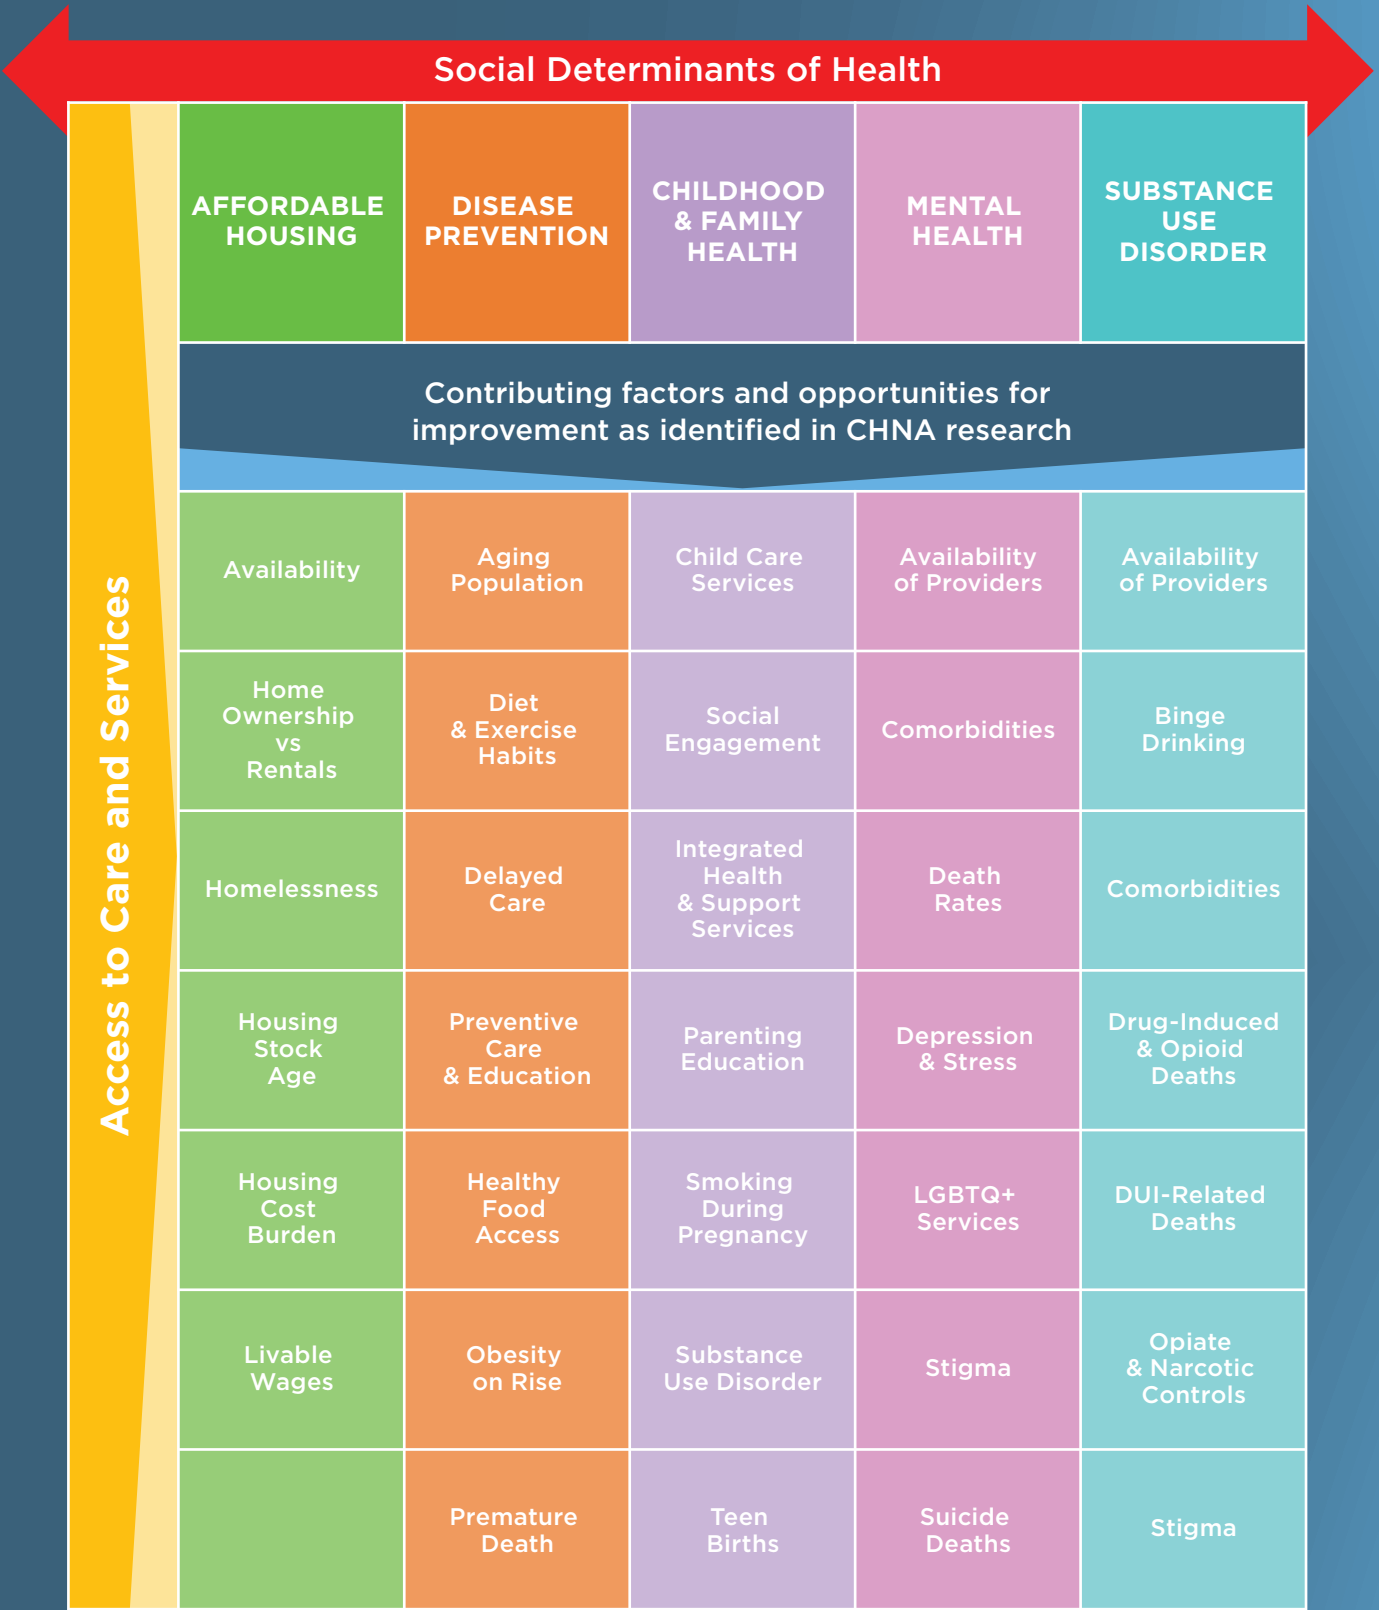 Social Determinants of Health
Access to Care and Services
AFFORDABLE
HOUSING
DISEASE
PREVENTION
CHILDHOOD
& FAMILY
HEALTH
MENTAL
HEALTH
SUBSTANCE
USE
DISORDER
Contributing factors and opportunities for
improvement as identified in CHNA research
Availability
Aging
Population
Child Care
Services
Availability
of Providers
Availability
of Providers
Home
Ownership
vs
Rentals
Diet
& Exercise
Habits
Social
Engagement
Comorbidities
Binge
Drinking
Homelessness
Delayed
Care
Integrated
Health
& Support
Services
Death
Rates
Comorbidities
Housing
Stock
Age
Preventive
Care
& Education
Parenting
Education
Depression
& Stress
Drug-Induced
& Opioid
Deaths
Housing
Cost
Burden
Healthy
Food
Access
Smoking
During
Pregnancy
LGBTQ+
Services
DUI-Related
Deaths
Livable
Wages
Obesity
on Rise
Substance
Use Disorder
Stigma
Opiate
& Narcotic
Controls
Premature
Death
Teen
Births
Suicide
Deaths
Stigma